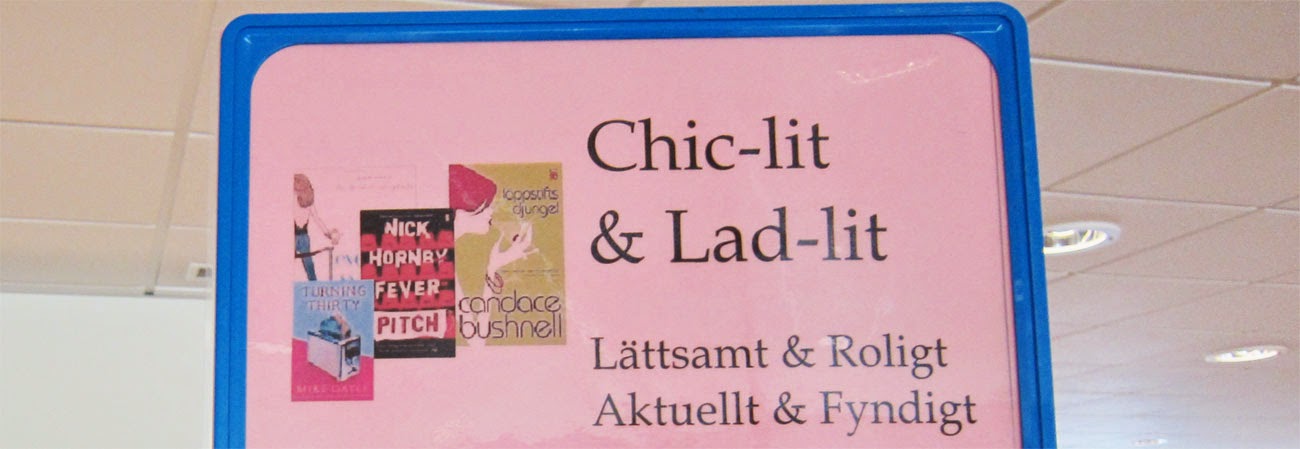 Chic-lit
& Lad-lit
Lättsamt & Roligt
Aktuellt & Fyndigt
läppstifts
djungel
candace
bushnell
NICK
HORNBY
FEVER
PITCH
TURNING
THIRTY
MIKE GAYLE